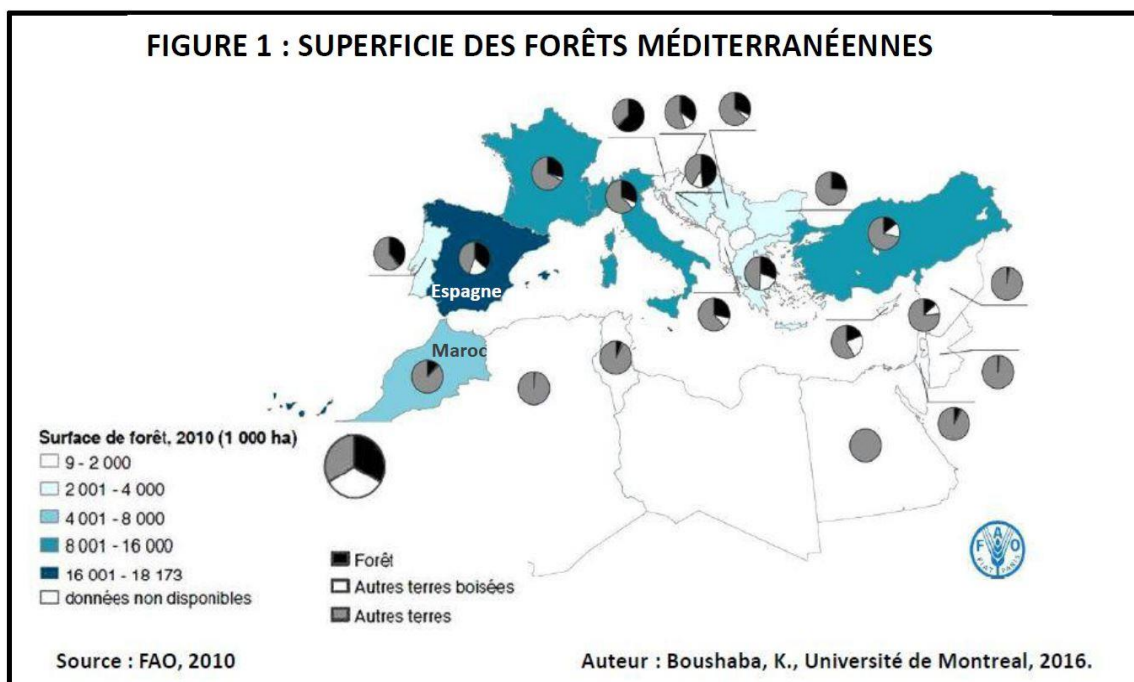 FIGURE 1 : SUPERFICIE DES FORÊTS MÉDITERRANÉENNES
Espagne
Maroc
Surface de forêt, 2010 (1 000 ha)
9 - 2 000
2 001 - 4 000
4 001 - 8 000
8 001 - 16 000
16 001 - 18 173
données non disponibles
Forêt
Autres terres boisées
Autres terres
F A O
FIAT PANIS
Source : FAO, 2010
Auteur : Boushaba, K., Université de Montreal, 2016.